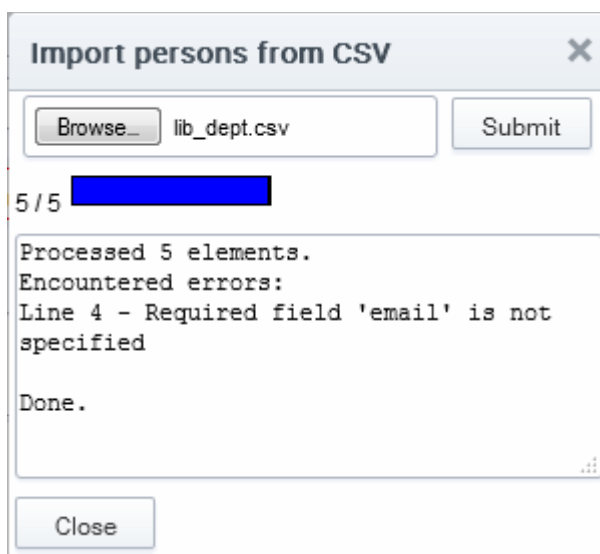 Import persons from CSV
Browse… lib_dept.csv Submit
5 / 5
Processed 5 elements.
Encountered errors:
Line 4 - Required field 'email' is not
specified
Done.
Close